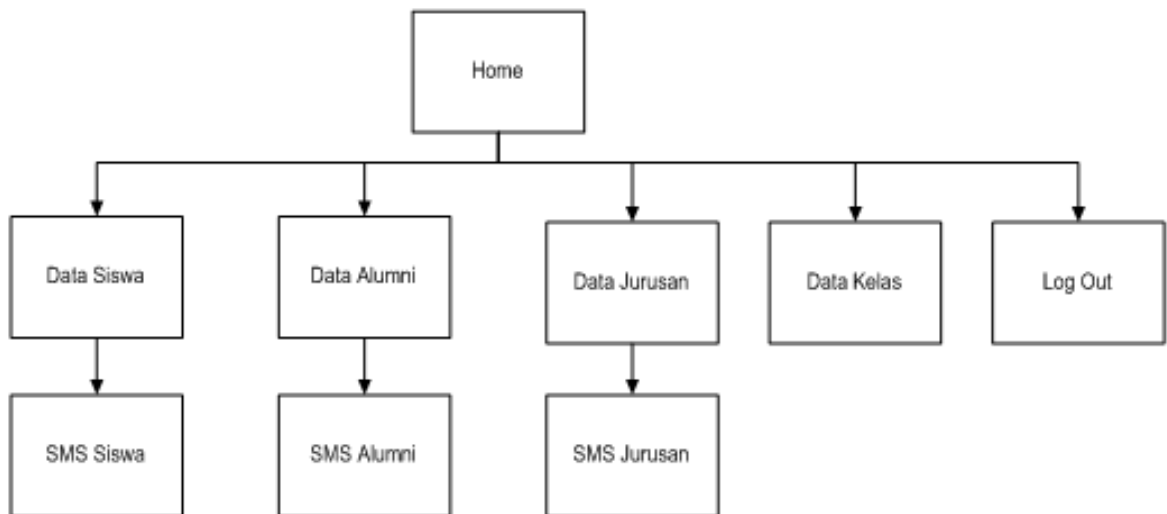 Home
Data Siswa
Data Alumni
Data Jurusan
Data Kelas
Log Out
SMS Siswa
SMS Alumni
SMS Jurusan